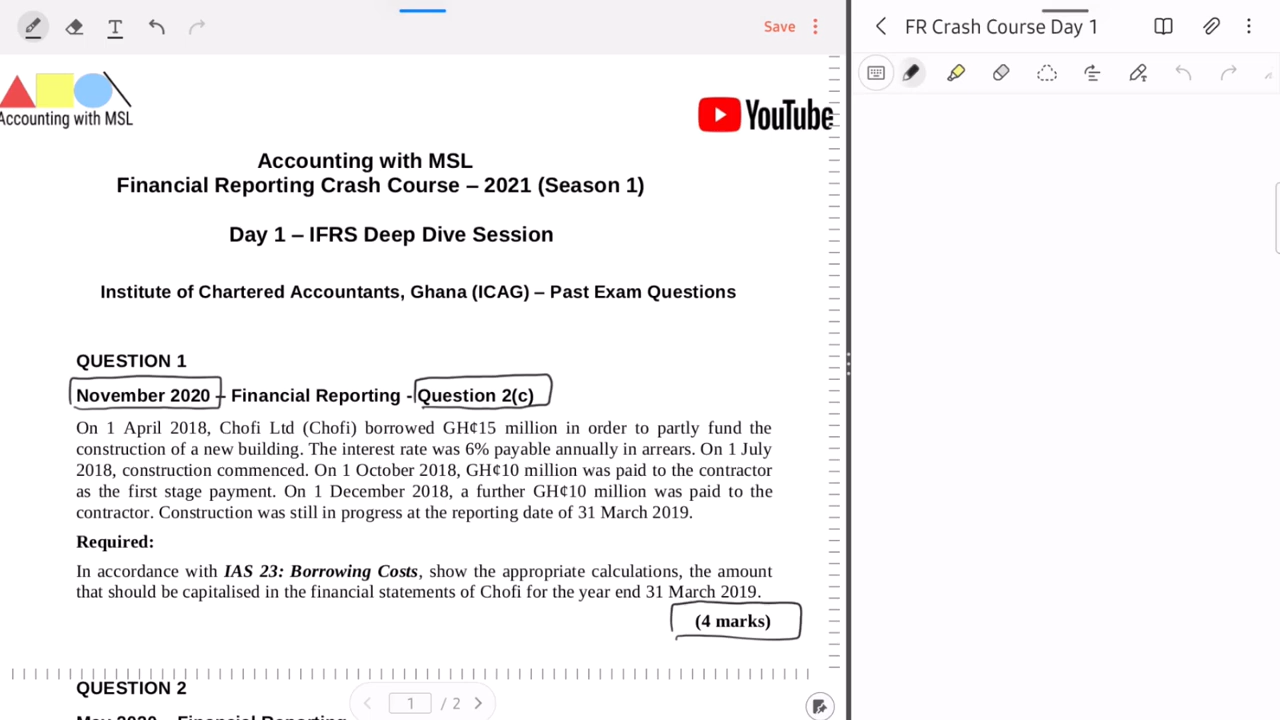 Save
FR Crash Course Day 1
T
Accounting with MSL
YouTube
Accounting with MSL
Financial Reporting Crash Course – 2021 (Season 1)
Day 1 – IFRS Deep Dive Session
Institute of Chartered Accountants, Ghana (ICAG) – Past Exam Questions
QUESTION 1
November 2020 – Financial Reporting - Question 2(c)
On 1 April 2018, Chofi Ltd (Chofi) borrowed GH¢15 million in order to partly fund the
construction of a new building. The interest rate was 6% payable annually in arrears. On 1 July
2018, construction commenced. On 1 October 2018, GH¢10 million was paid to the contractor
as the first stage payment. On 1 December 2018, a further GH¢10 million was paid to the
contractor. Construction was still in progress at the reporting date of 31 March 2019.
Required:
In accordance with IAS 23: Borrowing Costs, show the appropriate calculations, the amount
that should be capitalised in the financial statements of Chofi for the year end 31 March 2019.
(4 marks)
QUESTION 2
May 2020 – Financial Reporting
1 / 2